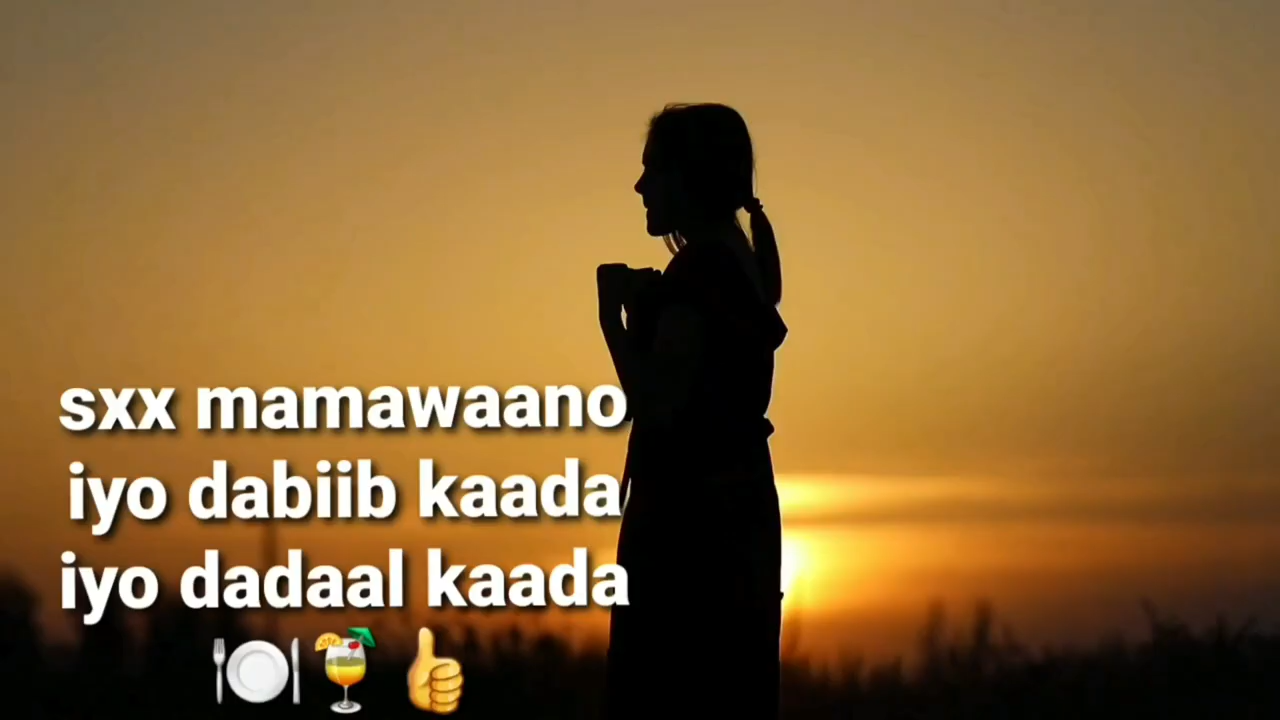 sxx mamawaano
iyo dabiib kaada
iyo dadaal kaada
🍽️🍹👍